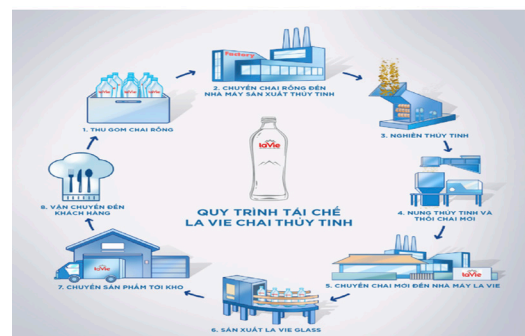 Factory
2. CHUYỂN CHAI RỖNG ĐẾN
NHÀ MÁY SẢN XUẤT THỦY TINH
1. THU GOM CHAI RỖNG
3. NGHIỀN THỦY TINH
LaVie
QUY TRÌNH TÁI CHẾ
LA VIE CHAI THỦY TINH
8. VẬN CHUYỂN ĐẾN
KHÁCH HÀNG
4. NUNG THỦY TINH VÀ
THỔI CHAI MỚI
LaVie
7. CHUYỂN SẢN PHẨM TỚI KHO
LaVie
5. CHUYỂN CHAI MỚI ĐẾN NHÀ MÁY LA VIE
6. SẢN XUẤT LA VIE GLASS